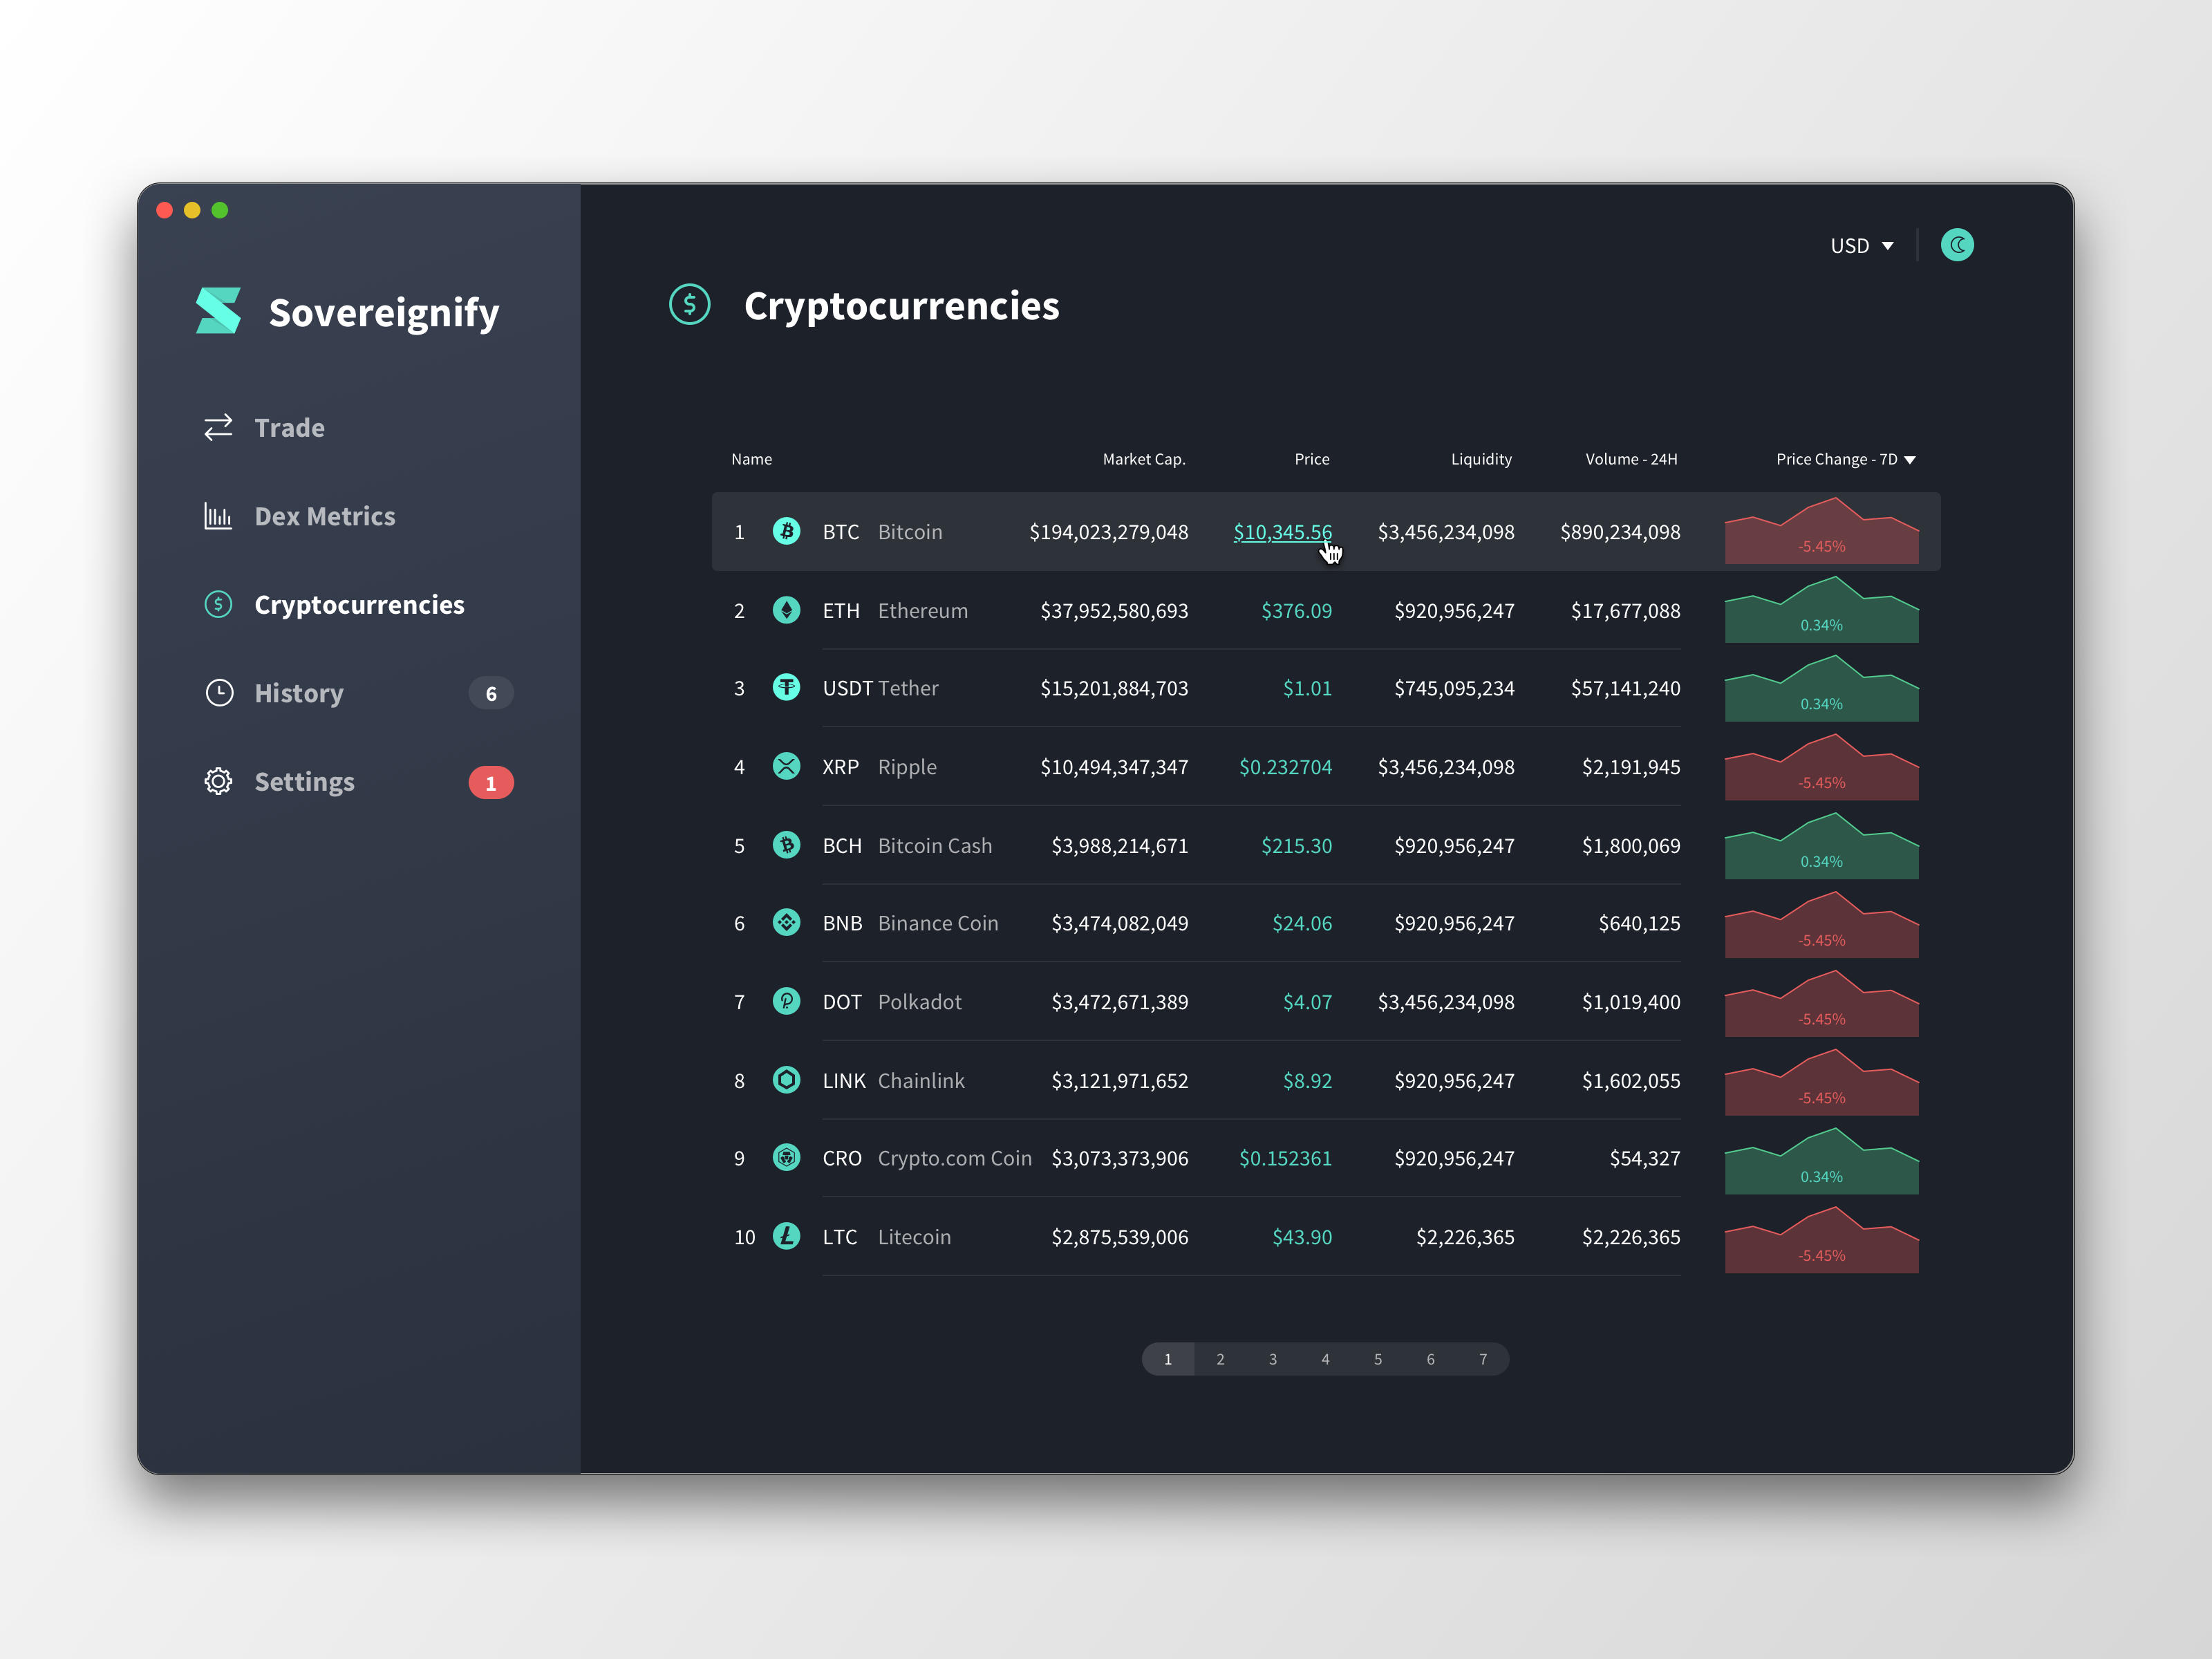 USD
Sovereignify
Cryptocurrencies
Trade
Dex Metrics
Cryptocurrencies
History 6
Settings 1
Name Market Cap. Price Liquidity Volume - 24H Price Change - 7D
1 BTC Bitcoin $194,023,279,048 $10,345.56 $3,456,234,098 $890,234,098 -5.45%
2 ETH Ethereum $37,952,580,693 $376.09 $920,956,247 $17,677,088 0.34%
3 USDT Tether $15,201,884,703 $1.01 $745,095,234 $57,141,240 0.34%
4 XRP Ripple $10,494,347,347 $0.232704 $3,456,234,098 $2,191,945 -5.45%
5 BCH Bitcoin Cash $3,988,214,671 $215.30 $920,956,247 $1,800,069 0.34%
6 BNB Binance Coin $3,474,082,049 $24.06 $920,956,247 $640,125 -5.45%
7 DOT Polkadot $3,472,671,389 $4.07 $3,456,234,098 $1,019,400 -5.45%
8 LINK Chainlink $3,121,971,652 $8.92 $920,956,247 $1,602,055 -5.45%
9 CRO Crypto.com Coin $3,073,373,906 $0.152361 $920,956,247 $54,327 0.34%
10 LTC Litecoin $2,875,539,006 $43.90 $2,226,365 $2,226,365 -5.45%
1 2 3 4 5 6 7